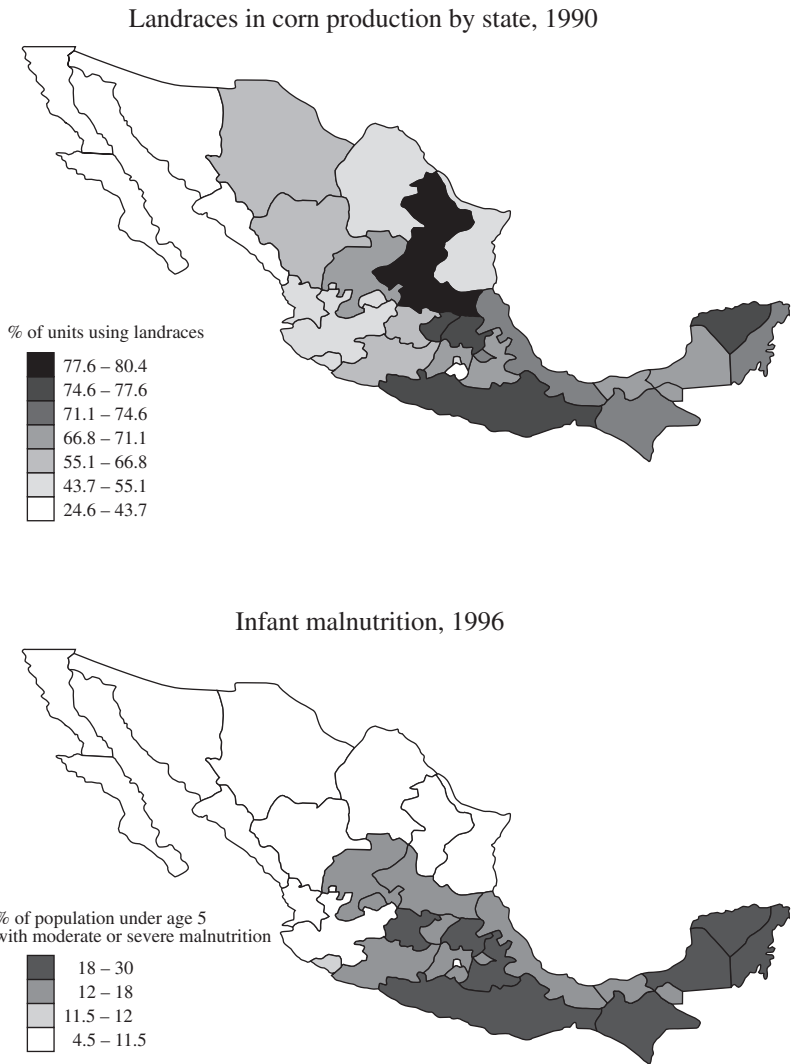 Landraces in corn production by state, 1990
% of units using landraces
77.6 – 80.4
74.6 – 77.6
71.1 – 74.6
66.8 – 71.1
55.1 – 66.8
43.7 – 55.1
24.6 – 43.7
Infant malnutrition, 1996
% of population under age 5
with moderate or severe malnutrition
18 – 30
12 – 18
11.5 – 12
4.5 – 11.5